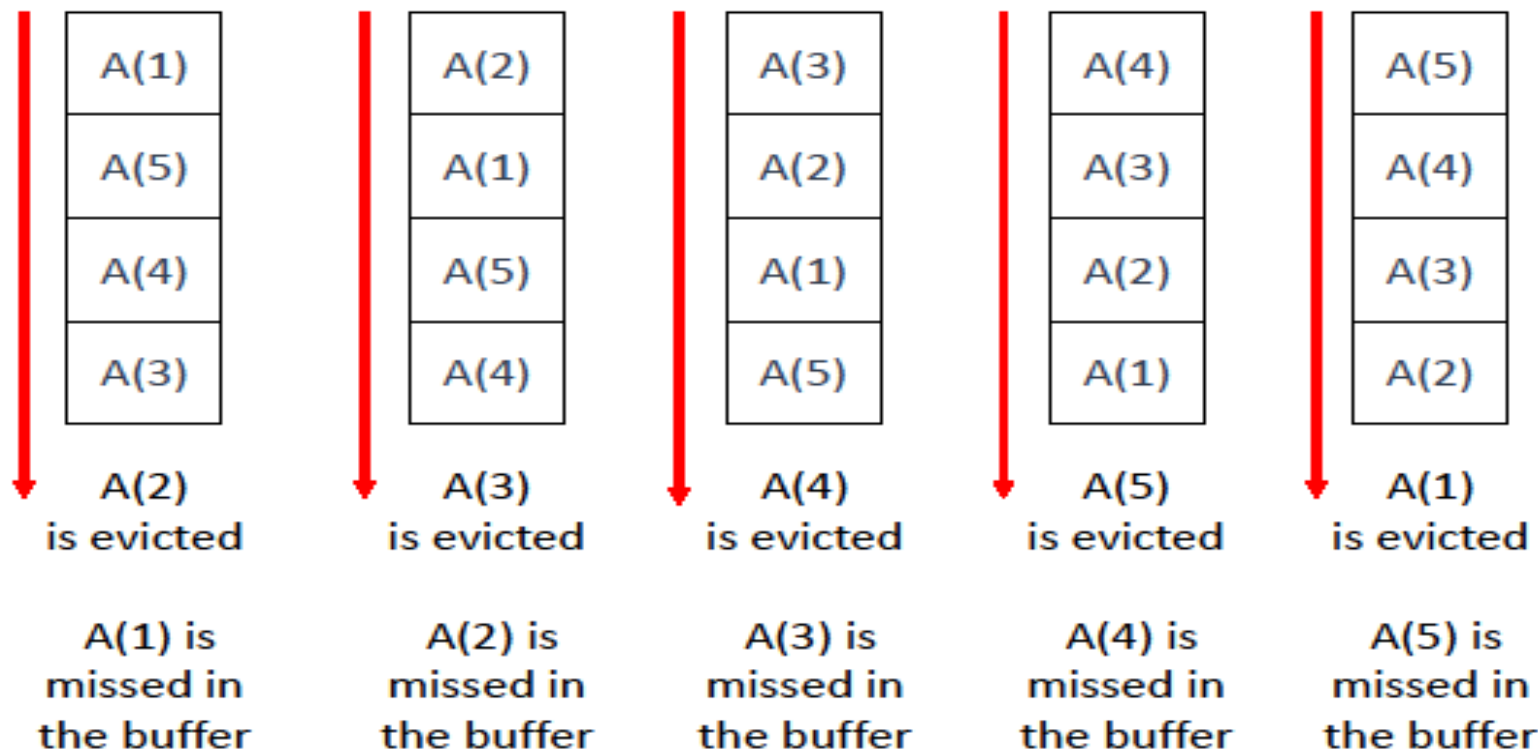 A(1)
A(5)
A(4)
A(3)
A(2)
is evicted
A(1) is
missed in
the buffer
A(2)
A(1)
A(5)
A(4)
A(3)
is evicted
A(2) is
missed in
the buffer
A(3)
A(2)
A(1)
A(5)
A(4)
is evicted
A(3) is
missed in
the buffer
A(4)
A(3)
A(2)
A(1)
A(5)
is evicted
A(4) is
missed in
the buffer
A(5)
A(4)
A(3)
A(2)
A(1)
is evicted
A(5) is
missed in
the buffer